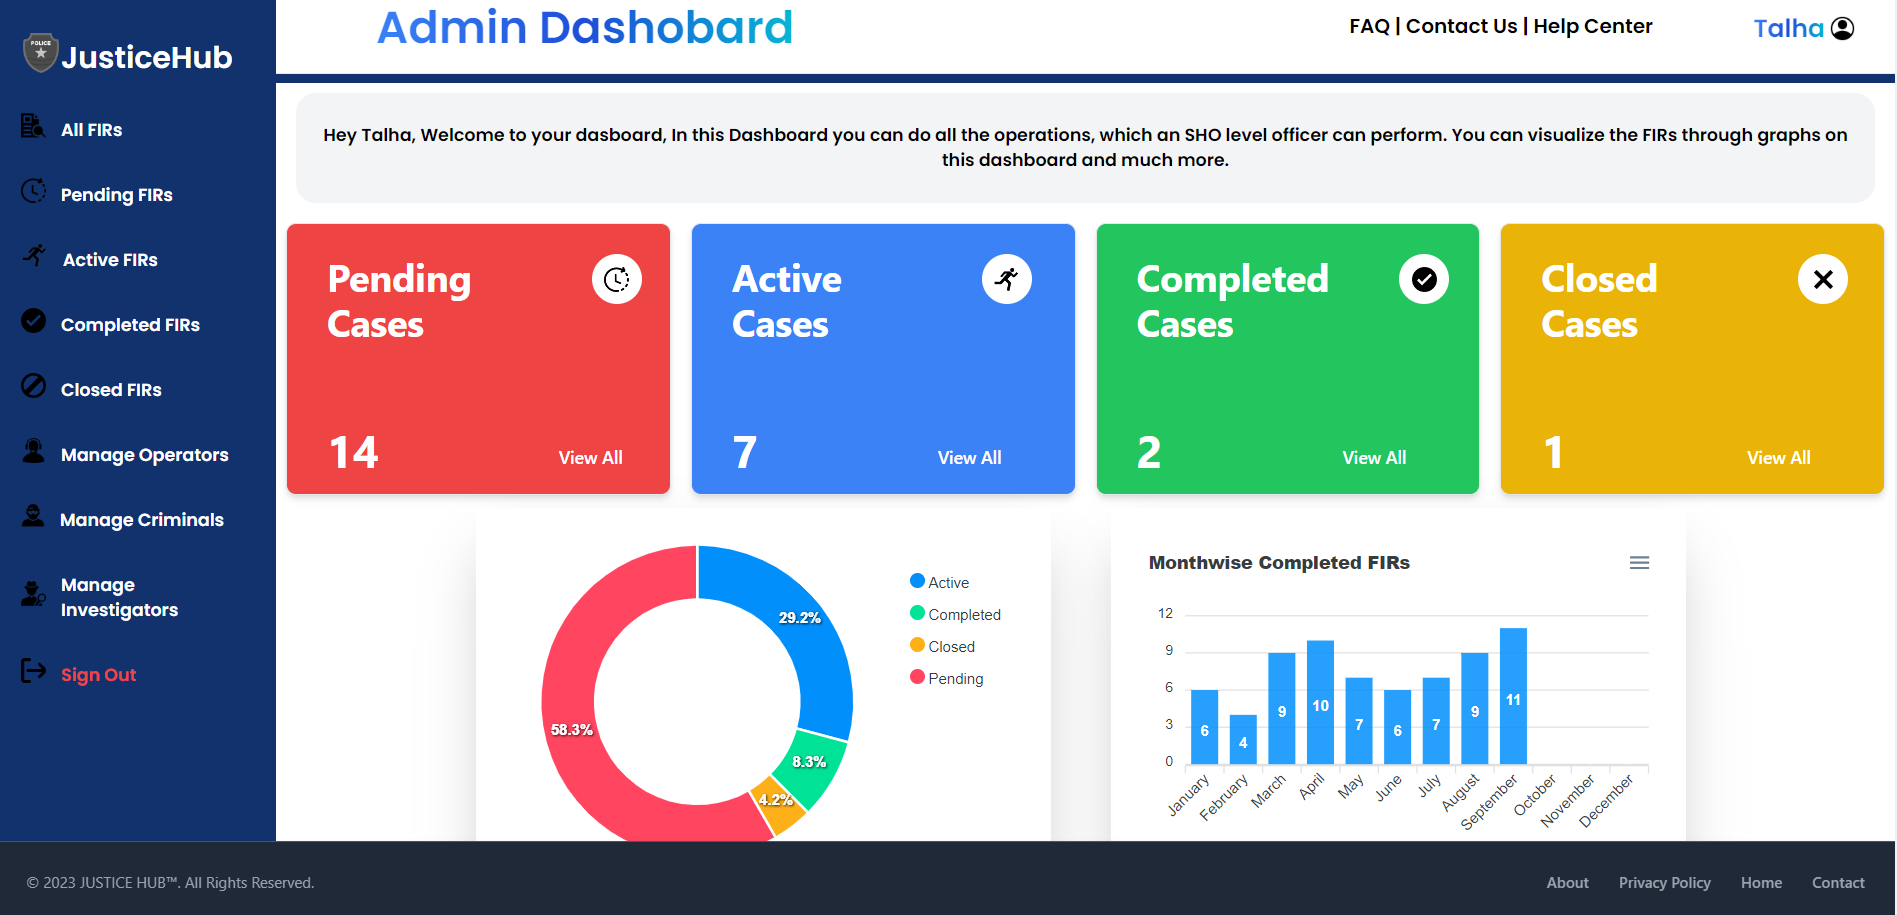 POLICE
JusticeHub
All FIRs
Pending FIRs
Active FIRs
Completed FIRs
Closed FIRs
Manage Operators
Manage Criminals
Manage
Investigators
Sign Out
Admin Dashobard
FAQ | Contact Us | Help Center
Talha
Hey Talha, Welcome to your dasboard, In this Dashboard you can do all the operations, which an SHO level officer can perform. You can visualize the FIRs through graphs on
this dashboard and much more.
Pending
Cases
14
View All
Active
Cases
7
View All
Completed
Cases
2
View All
Closed
Cases
1
View All
29.2%
8.3%
4.2%
58.3%
Active
Completed
Closed
Pending
Monthwise Completed FIRs
12
9
6
3
0
6
4
9
10
7
6
7
9
11
January
February
March
April
May
June
July
August
September
October
November
December
© 2023 JUSTICE HUB™. All Rights Reserved.
About
Privacy Policy
Home
Contact